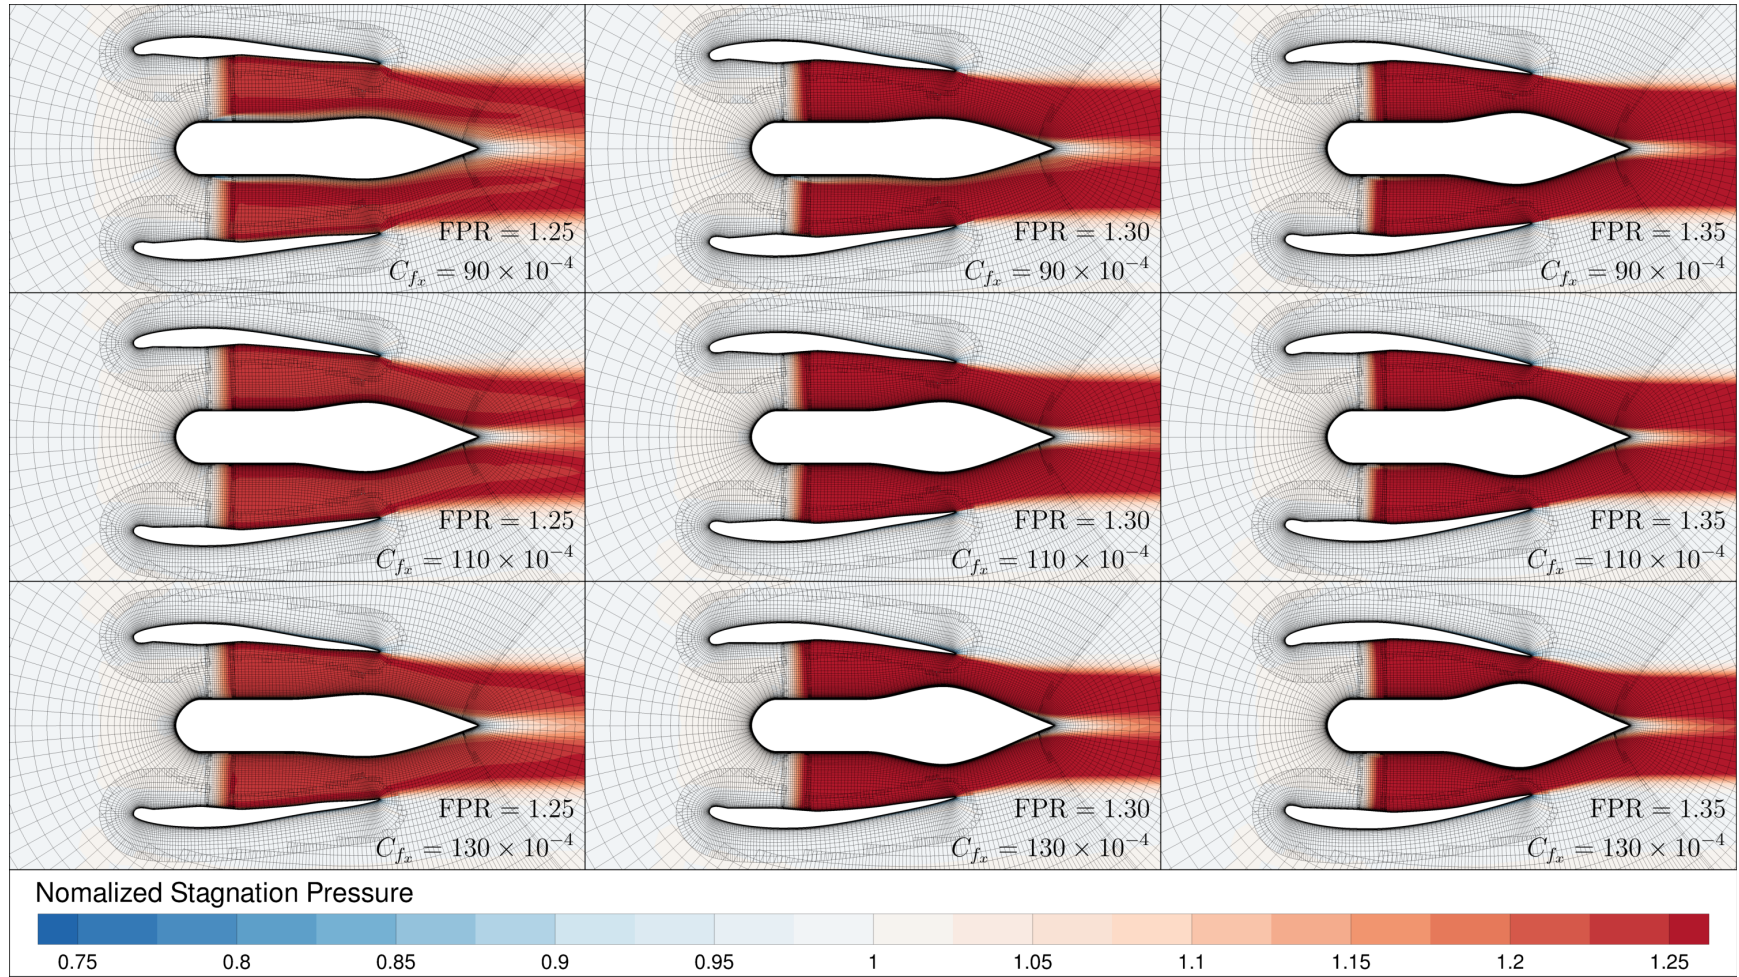 FPR = 1.25
C_{f_x} = 90 × 10⁻⁴
FPR = 1.30
C_{f_x} = 90 × 10⁻⁴
FPR = 1.35
C_{f_x} = 90 × 10⁻⁴
FPR = 1.25
C_{f_x} = 110 × 10⁻⁴
FPR = 1.30
C_{f_x} = 110 × 10⁻⁴
FPR = 1.35
C_{f_x} = 110 × 10⁻⁴
FPR = 1.25
C_{f_x} = 130 × 10⁻⁴
FPR = 1.30
C_{f_x} = 130 × 10⁻⁴
FPR = 1.35
C_{f_x} = 130 × 10⁻⁴
Nomalized Stagnation Pressure
0.75 0.8 0.85 0.9 0.95 1 1.05 1.1 1.15 1.2 1.25